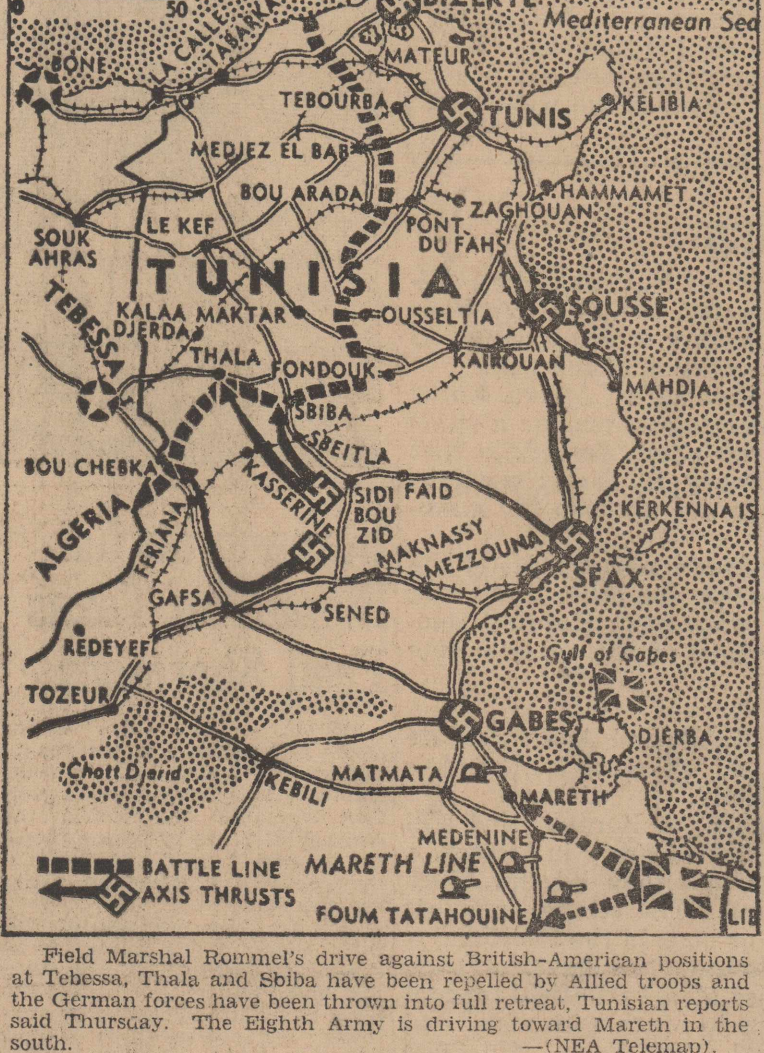 50
BIZERTE
Mediterranean Sea
BONE
LA CALLE
TABARKA
MATEUR
TEBOURBA
TUNIS
KELIBIA
MEDJEZ EL BAB
BOU ARADA
HAMMAMET
ZAGHOUAN
SOUK
AHRAS
LE KEF
PONT
DU FAHS
TUNISIA
TEBESSA
KALAA
DJERDA
MAKTAR
OUSSELTIA
SOUSSE
THALA
FONDOUK
KAIROUAN
MAHDIA
SBIBA
SBEITLA
BOU CHEBKA
KASSERINE
SIDI
BOU
ZID
FAID
KERKENNA IS
ALGERIA
FERIANA
MAKNASSY
MEZZOUNA
SFAX
GAFSA
SENED
REDEYEF
Gulf of Gabes
TOZEUR
GABES
DJERBA
Chott Djerid
KEBILI
MATMATA
MARETH
MEDENINE
BATTLE LINE
MARETH LINE
AXIS THRUSTS
FOUM TATAHOUINE
LIB
Field Marshal Rommel's drive against British-American positions
at Tebessa, Thala and Sbiba have been repelled by Allied troops and
the German forces have been thrown into full retreat, Tunisian reports
said Thursday. The Eighth Army is driving toward Mareth in the
south. —(NEA Telemap).